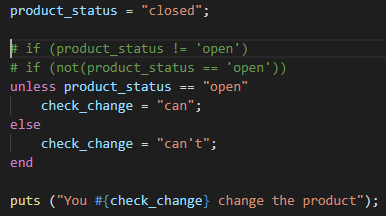 product_status = "closed";
# if (product_status != 'open')
# if (not(product_status == 'open'))
unless product_status == "open"
check_change = "can";
else
check_change = "can't";
end
puts ("You #{check_change} change the product");